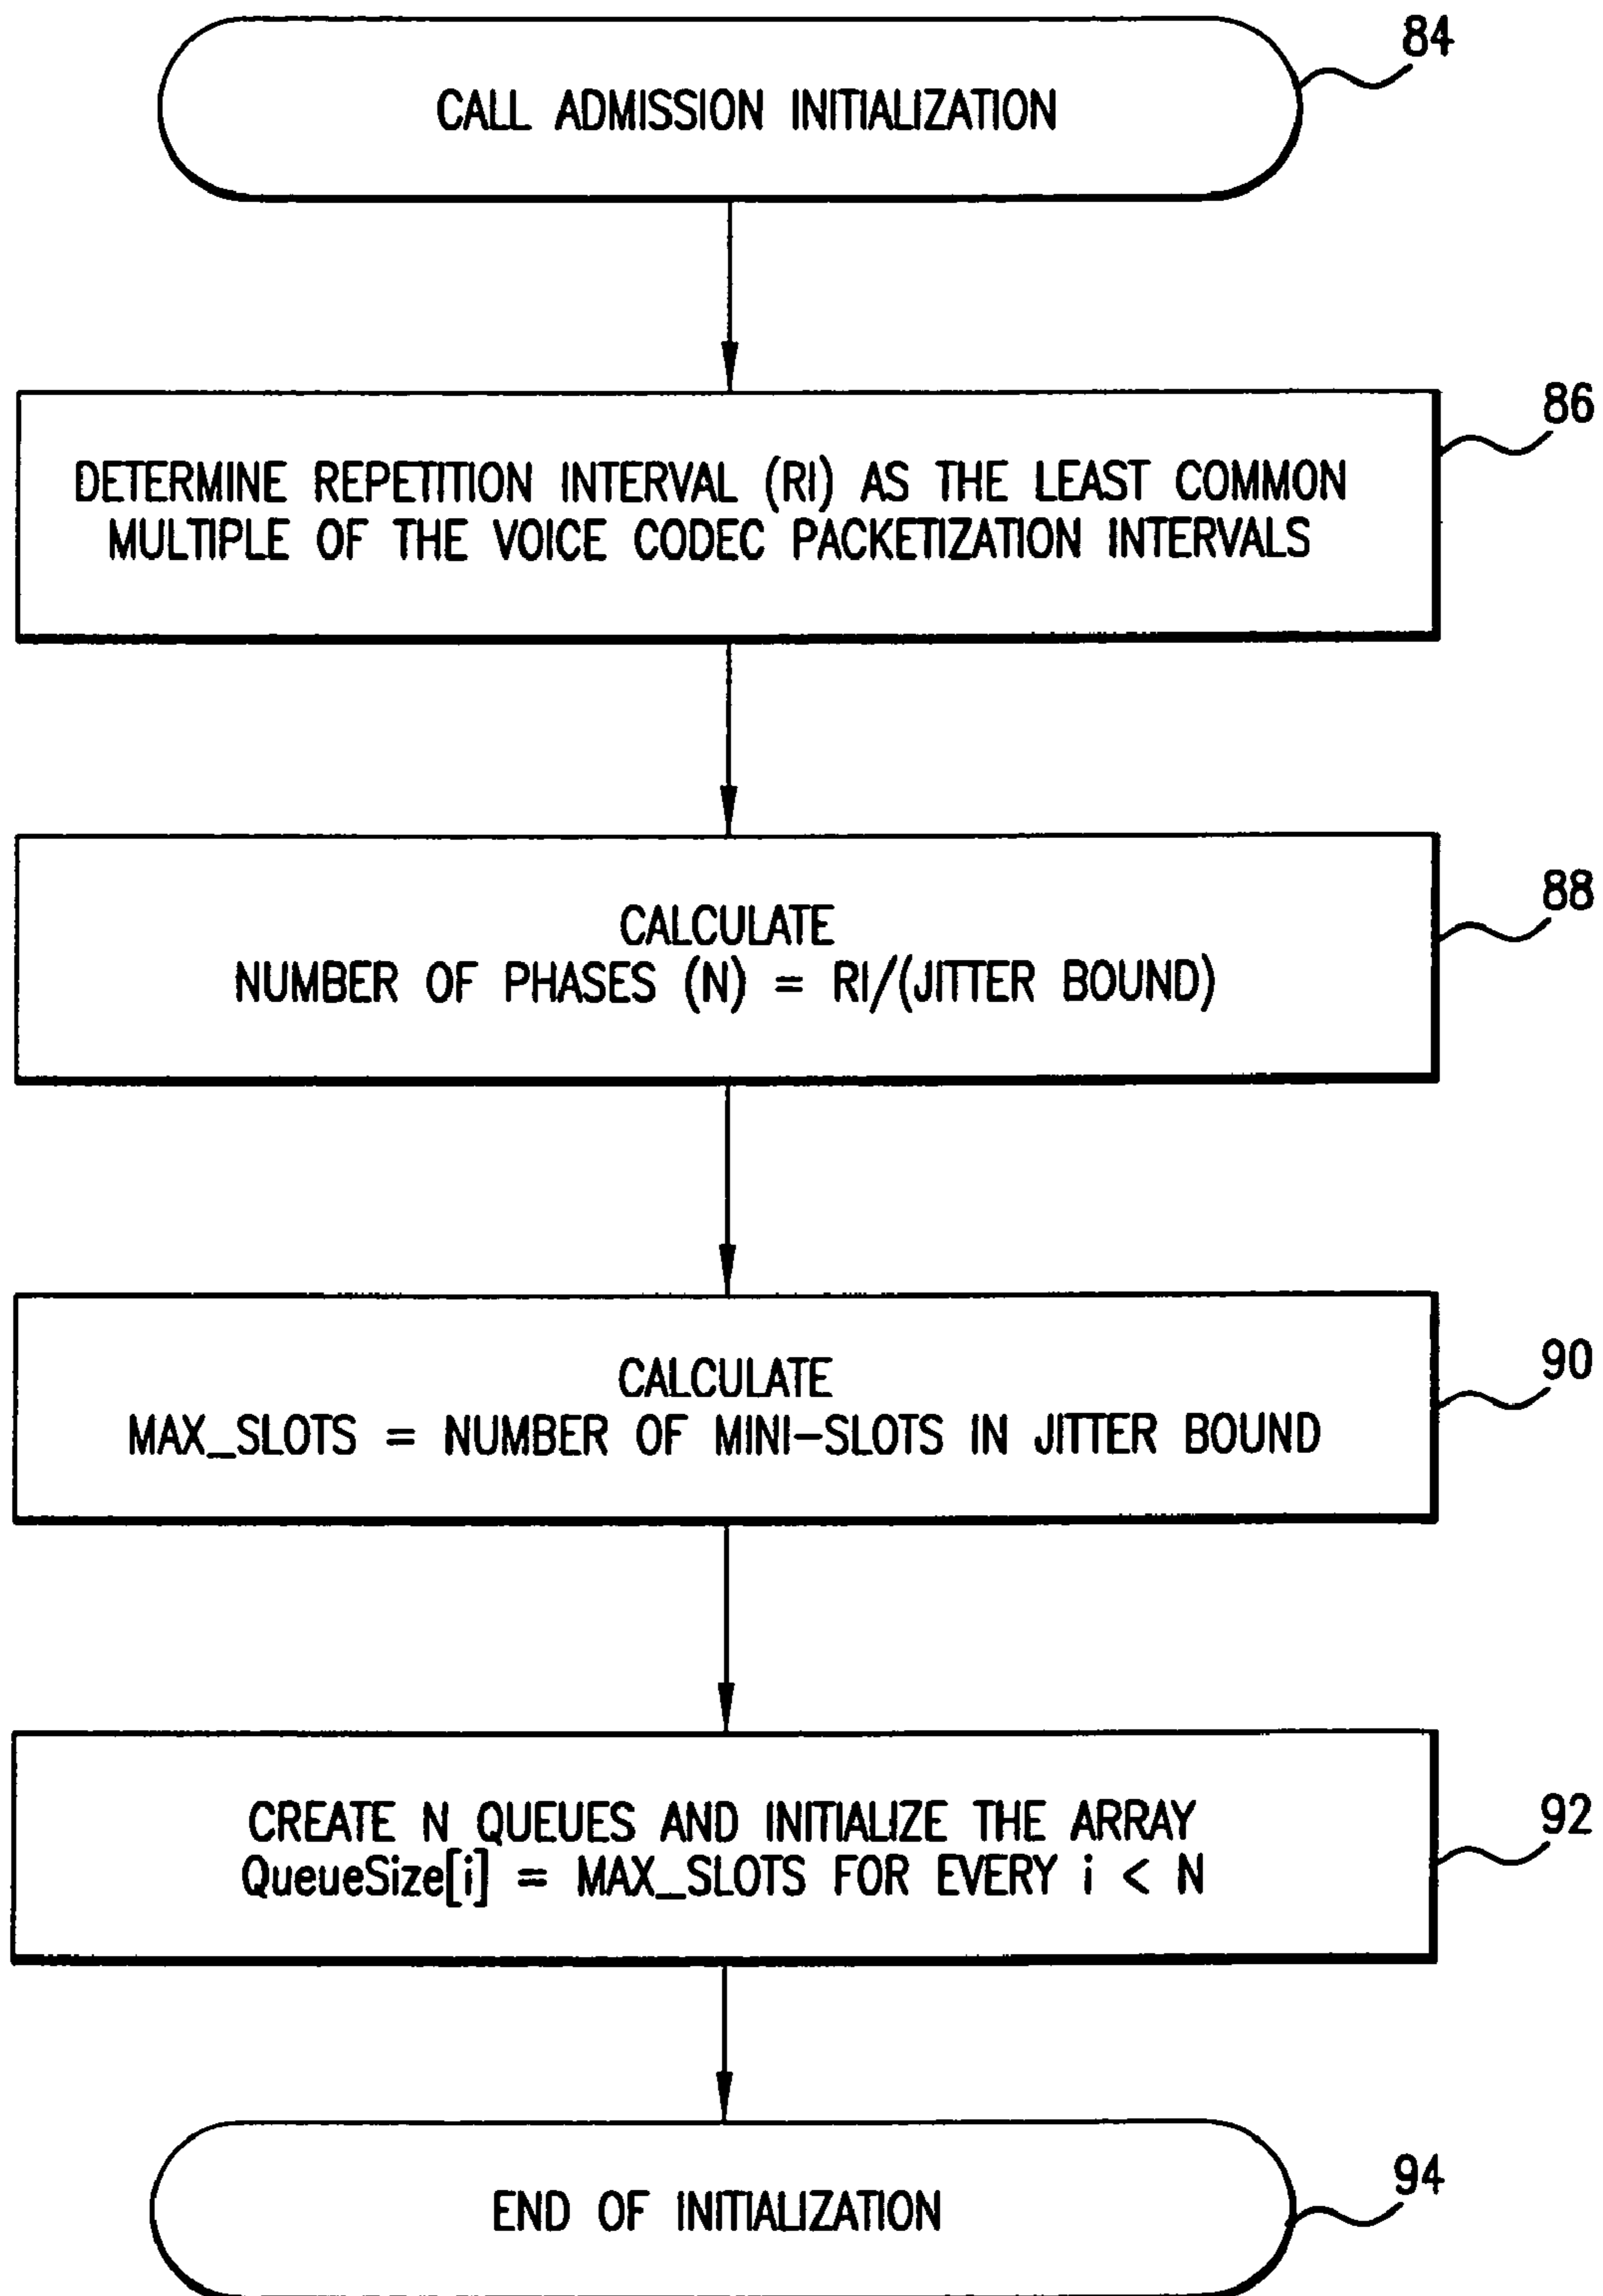 84
CALL ADMISSION INITIALIZATION
86
DETERMINE REPETITION INTERVAL (RI) AS THE LEAST COMMON
MULTIPLE OF THE VOICE CODEC PACKETIZATION INTERVALS
88
CALCULATE
NUMBER OF PHASES (N) = RI/(JITTER BOUND)
90
CALCULATE
MAX_SLOTS = NUMBER OF MINI-SLOTS IN JITTER BOUND
92
CREATE N QUEUES AND INITIALIZE THE ARRAY
QueueSize[i] = MAX_SLOTS FOR EVERY i < N
94
END OF INITIALIZATION